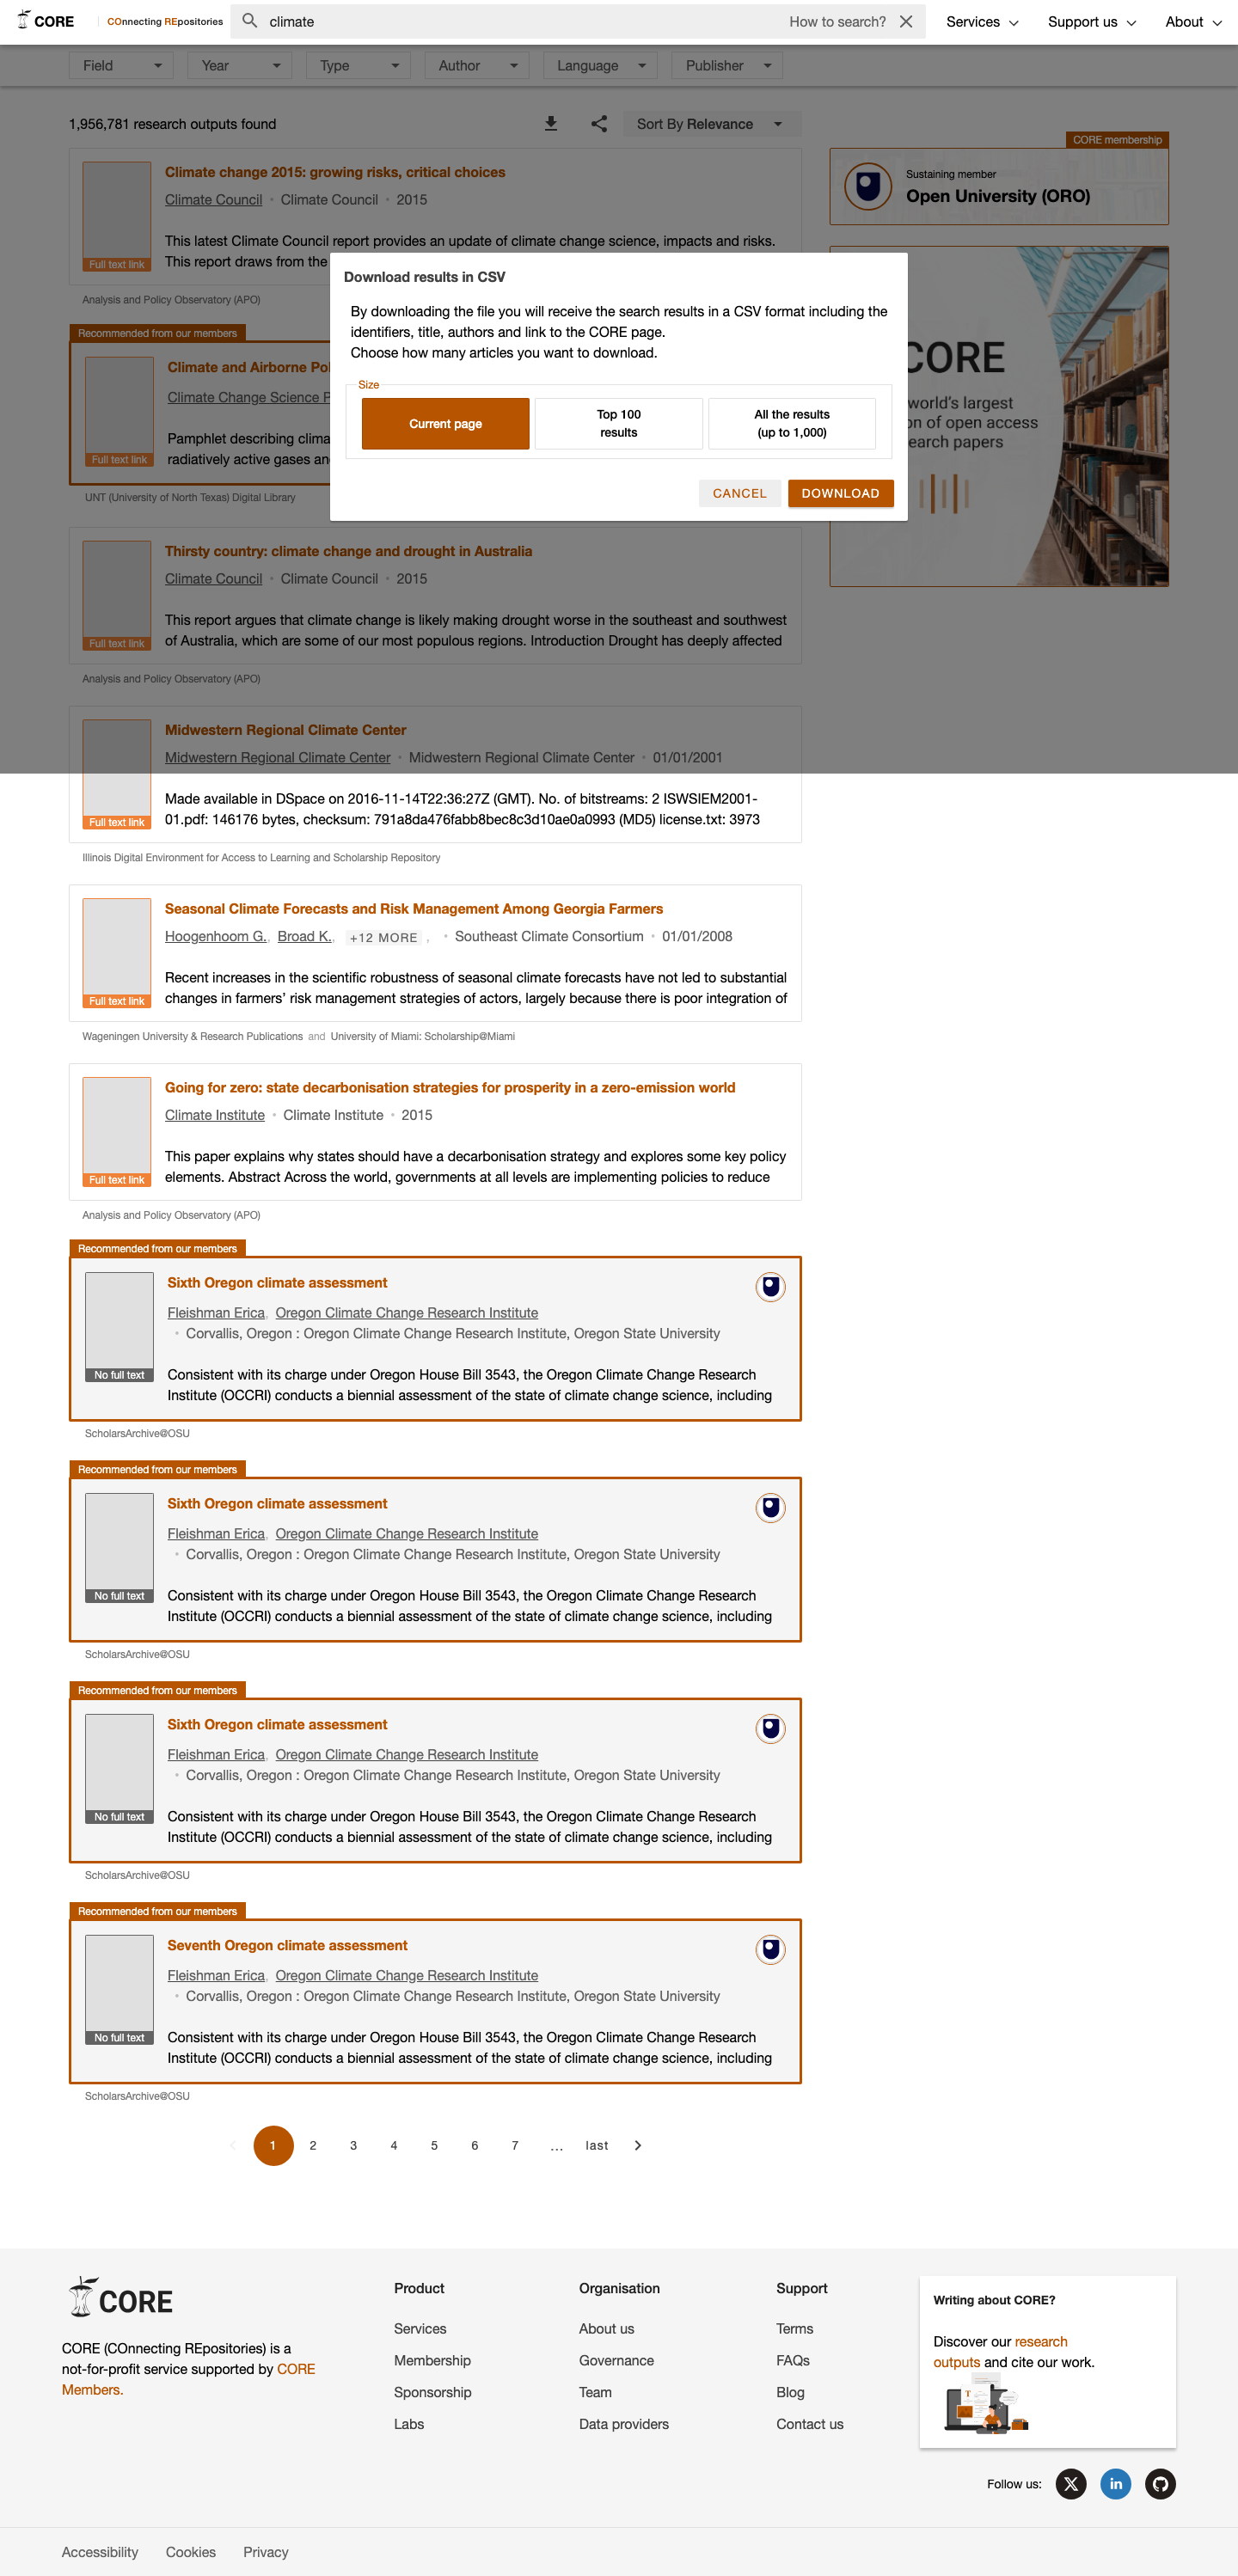 CORE
COnnecting REpositories
climate
How to search?
Services
Support us
About
Field
Year
Type
Author
Language
Publisher
1,956,781 research outputs found
Sort By Relevance
CORE membership
Sustaining member
Open University (ORO)
Climate change 2015: growing risks, critical choices
Climate Council • Climate Council • 2015
This latest Climate Council report provides an update of climate change science, impacts and risks.
This report draws from the
Full text link
Analysis and Policy Observatory (APO)
Download results in CSV
By downloading the file you will receive the search results in a CSV format including the
identifiers, title, authors and link to the CORE page.
Choose how many articles you want to download.
Size
Current page
Top 100
results
All the results
(up to 1,000)
CANCEL
DOWNLOAD
CORE
world's largest
of open access
research papers
Recommended from our members
Climate and Airborne
Climate Change Science
Pamphlet describing
radiatively active gases
Full text link
UNT (University of North Texas) Digital Library
Thirsty country: climate change and drought in Australia
Climate Council • Climate Council • 2015
This report argues that climate change is likely making drought worse in the southeast and southwest
of Australia, which are some of our most populous regions. Introduction Drought has deeply affected
Full text link
Analysis and Policy Observatory (APO)
Midwestern Regional Climate Center
Midwestern Regional Climate Center • Midwestern Regional Climate Center • 01/01/2001
Made available in DSpace on 2016-11-14T22:36:27Z (GMT). No. of bitstreams: 2 ISWSIEM2001-
01.pdf: 146176 bytes, checksum: 791a8da476fabb8bec8c3d10ae0a0993 (MD5) license.txt: 3973
Full text link
Illinois Digital Environment for Access to Learning and Scholarship Repository
Seasonal Climate Forecasts and Risk Management Among Georgia Farmers
Hoogenhoom G., Broad K., +12 MORE , • Southeast Climate Consortium • 01/01/2008
Recent increases in the scientific robustness of seasonal climate forecasts have not led to substantial
changes in farmers’ risk management strategies of actors, largely because there is poor integration of
Full text link
Wageningen University & Research Publications and University of Miami: Scholarship@Miami
Going for zero: state decarbonisation strategies for prosperity in a zero-emission world
Climate Institute • Climate Institute • 2015
This paper explains why states should have a decarbonisation strategy and explores some key policy
elements. Abstract Across the world, governments at all levels are implementing policies to reduce
Full text link
Analysis and Policy Observatory (APO)
Recommended from our members
Sixth Oregon climate assessment
Fleishman Erica, Oregon Climate Change Research Institute
• Corvallis, Oregon : Oregon Climate Change Research Institute, Oregon State University
Consistent with its charge under Oregon House Bill 3543, the Oregon Climate Change Research
Institute (OCCRI) conducts a biennial assessment of the state of climate change science, including
No full text
ScholarsArchive@OSU
Recommended from our members
Sixth Oregon climate assessment
Fleishman Erica, Oregon Climate Change Research Institute
• Corvallis, Oregon : Oregon Climate Change Research Institute, Oregon State University
Consistent with its charge under Oregon House Bill 3543, the Oregon Climate Change Research
Institute (OCCRI) conducts a biennial assessment of the state of climate change science, including
No full text
ScholarsArchive@OSU
Recommended from our members
Sixth Oregon climate assessment
Fleishman Erica, Oregon Climate Change Research Institute
• Corvallis, Oregon : Oregon Climate Change Research Institute, Oregon State University
Consistent with its charge under Oregon House Bill 3543, the Oregon Climate Change Research
Institute (OCCRI) conducts a biennial assessment of the state of climate change science, including
No full text
ScholarsArchive@OSU
Recommended from our members
Seventh Oregon climate assessment
Fleishman Erica, Oregon Climate Change Research Institute
• Corvallis, Oregon : Oregon Climate Change Research Institute, Oregon State University
Consistent with its charge under Oregon House Bill 3543, the Oregon Climate Change Research
Institute (OCCRI) conducts a biennial assessment of the state of climate change science, including
No full text
ScholarsArchive@OSU
1 2 3 4 5 6 7 ... last
CORE
CORE (COnnecting REpositories) is a
not-for-profit service supported by CORE
Members.
Product
Services
Membership
Sponsorship
Labs
Organisation
About us
Governance
Team
Data providers
Support
Terms
FAQs
Blog
Contact us
Writing about CORE?
Discover our research
outputs and cite our work.
Follow us:
Accessibility
Cookies
Privacy